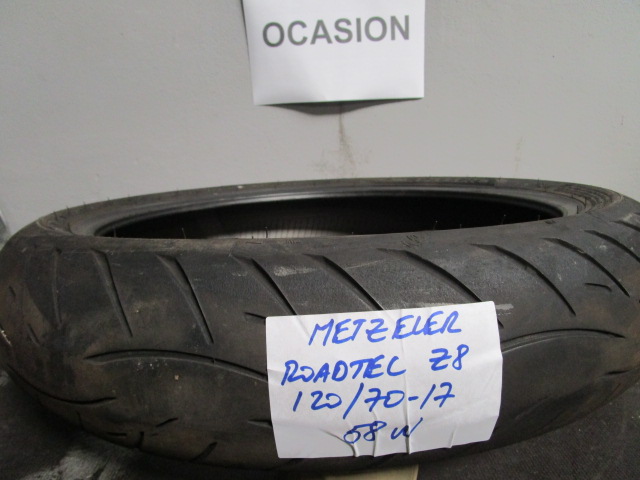 OCASION
METZELER
ROADTEC Z8
120/70-17
58 W